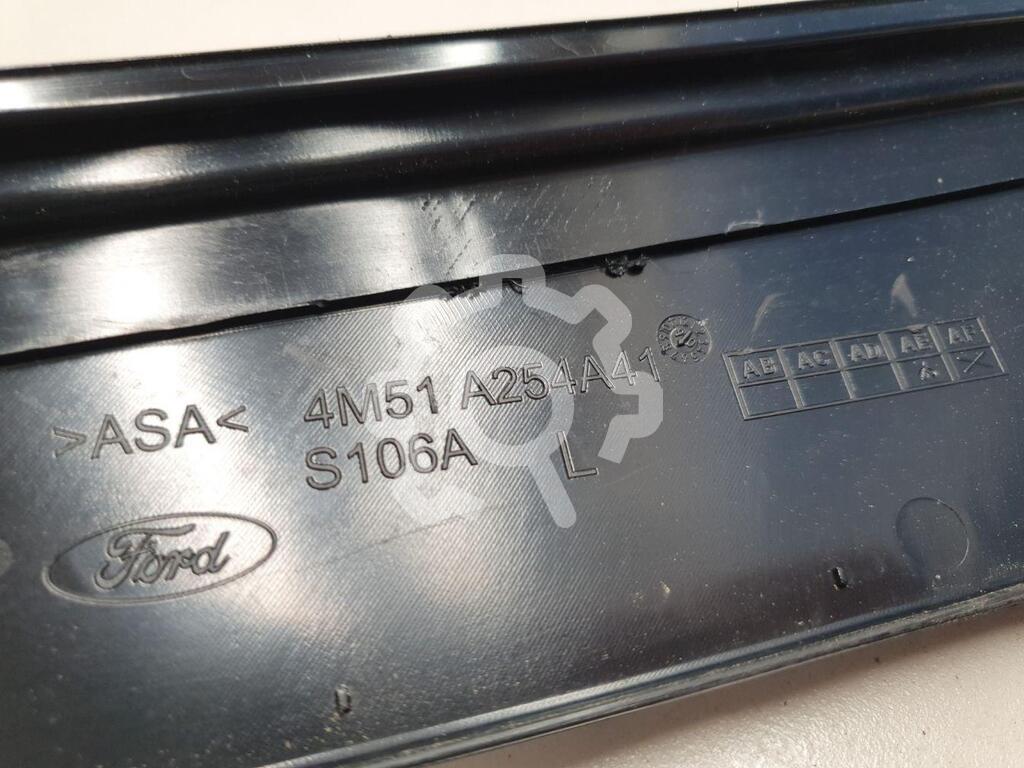 >ASA< 4M51 A254A41
S106A L
AB AC AD AE AF
Ford